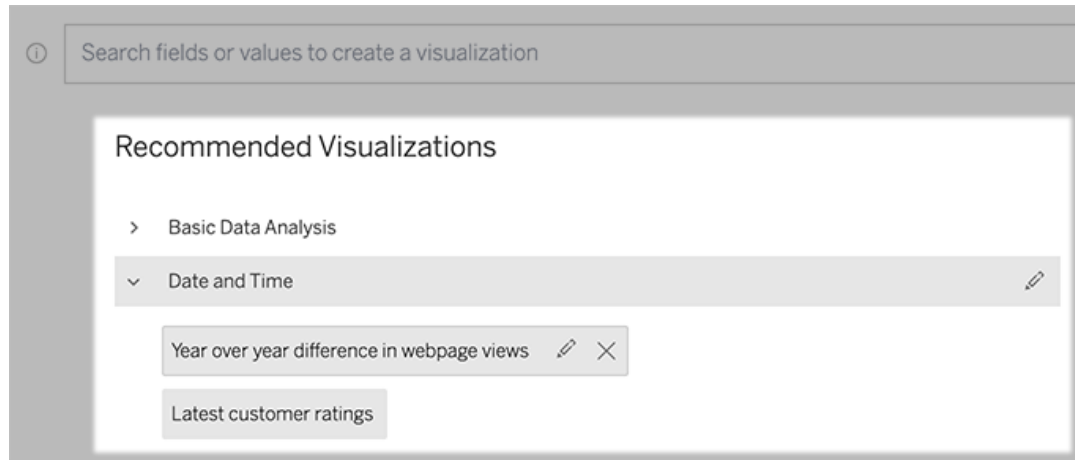 Search fields or values to create a visualization
Recommended Visualizations
Basic Data Analysis
Date and Time
Year over year difference in webpage views
Latest customer ratings